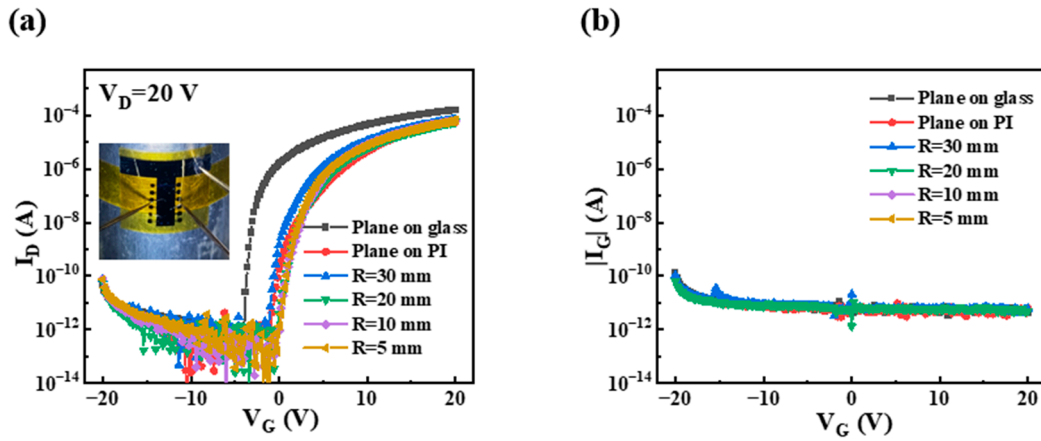 (a)
V_D=20 V
10⁻⁴
10⁻⁶
10⁻⁸
10⁻¹⁰
10⁻¹²
10⁻¹⁴
I_D (A)
Plane on glass
Plane on PI
R=30 mm
R=20 mm
R=10 mm
R=5 mm
−20
−10
0
10
20
V_G (V)
(b)
10⁻⁴
10⁻⁶
10⁻⁸
10⁻¹⁰
10⁻¹²
10⁻¹⁴
|I_G| (A)
Plane on glass
Plane on PI
R=30 mm
R=20 mm
R=10 mm
R=5 mm
−20
−10
0
10
20
V_G (V)